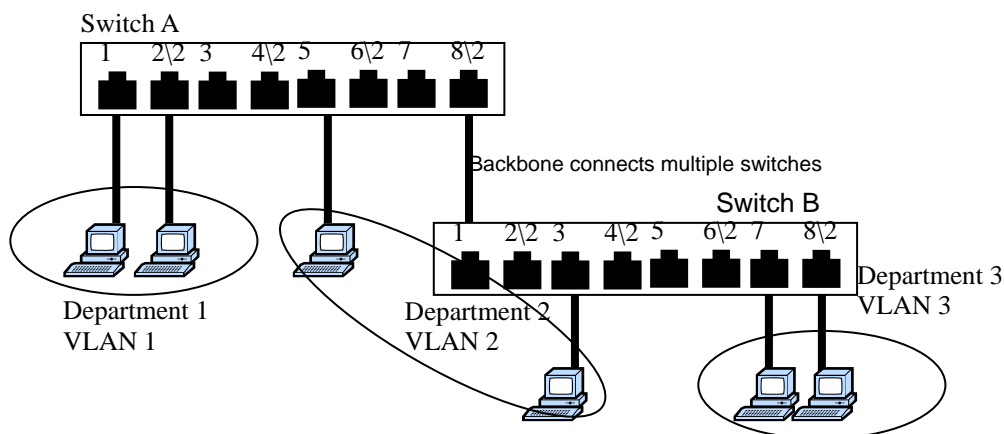 Switch A
1 2\2 3 4\2 5 6\2 7 8\2
Backbone connects multiple switches
Switch B
1 2\2 3 4\2 5 6\2 7 8\2
Department 1
VLAN 1
Department 2
VLAN 2
Department 3
VLAN 3